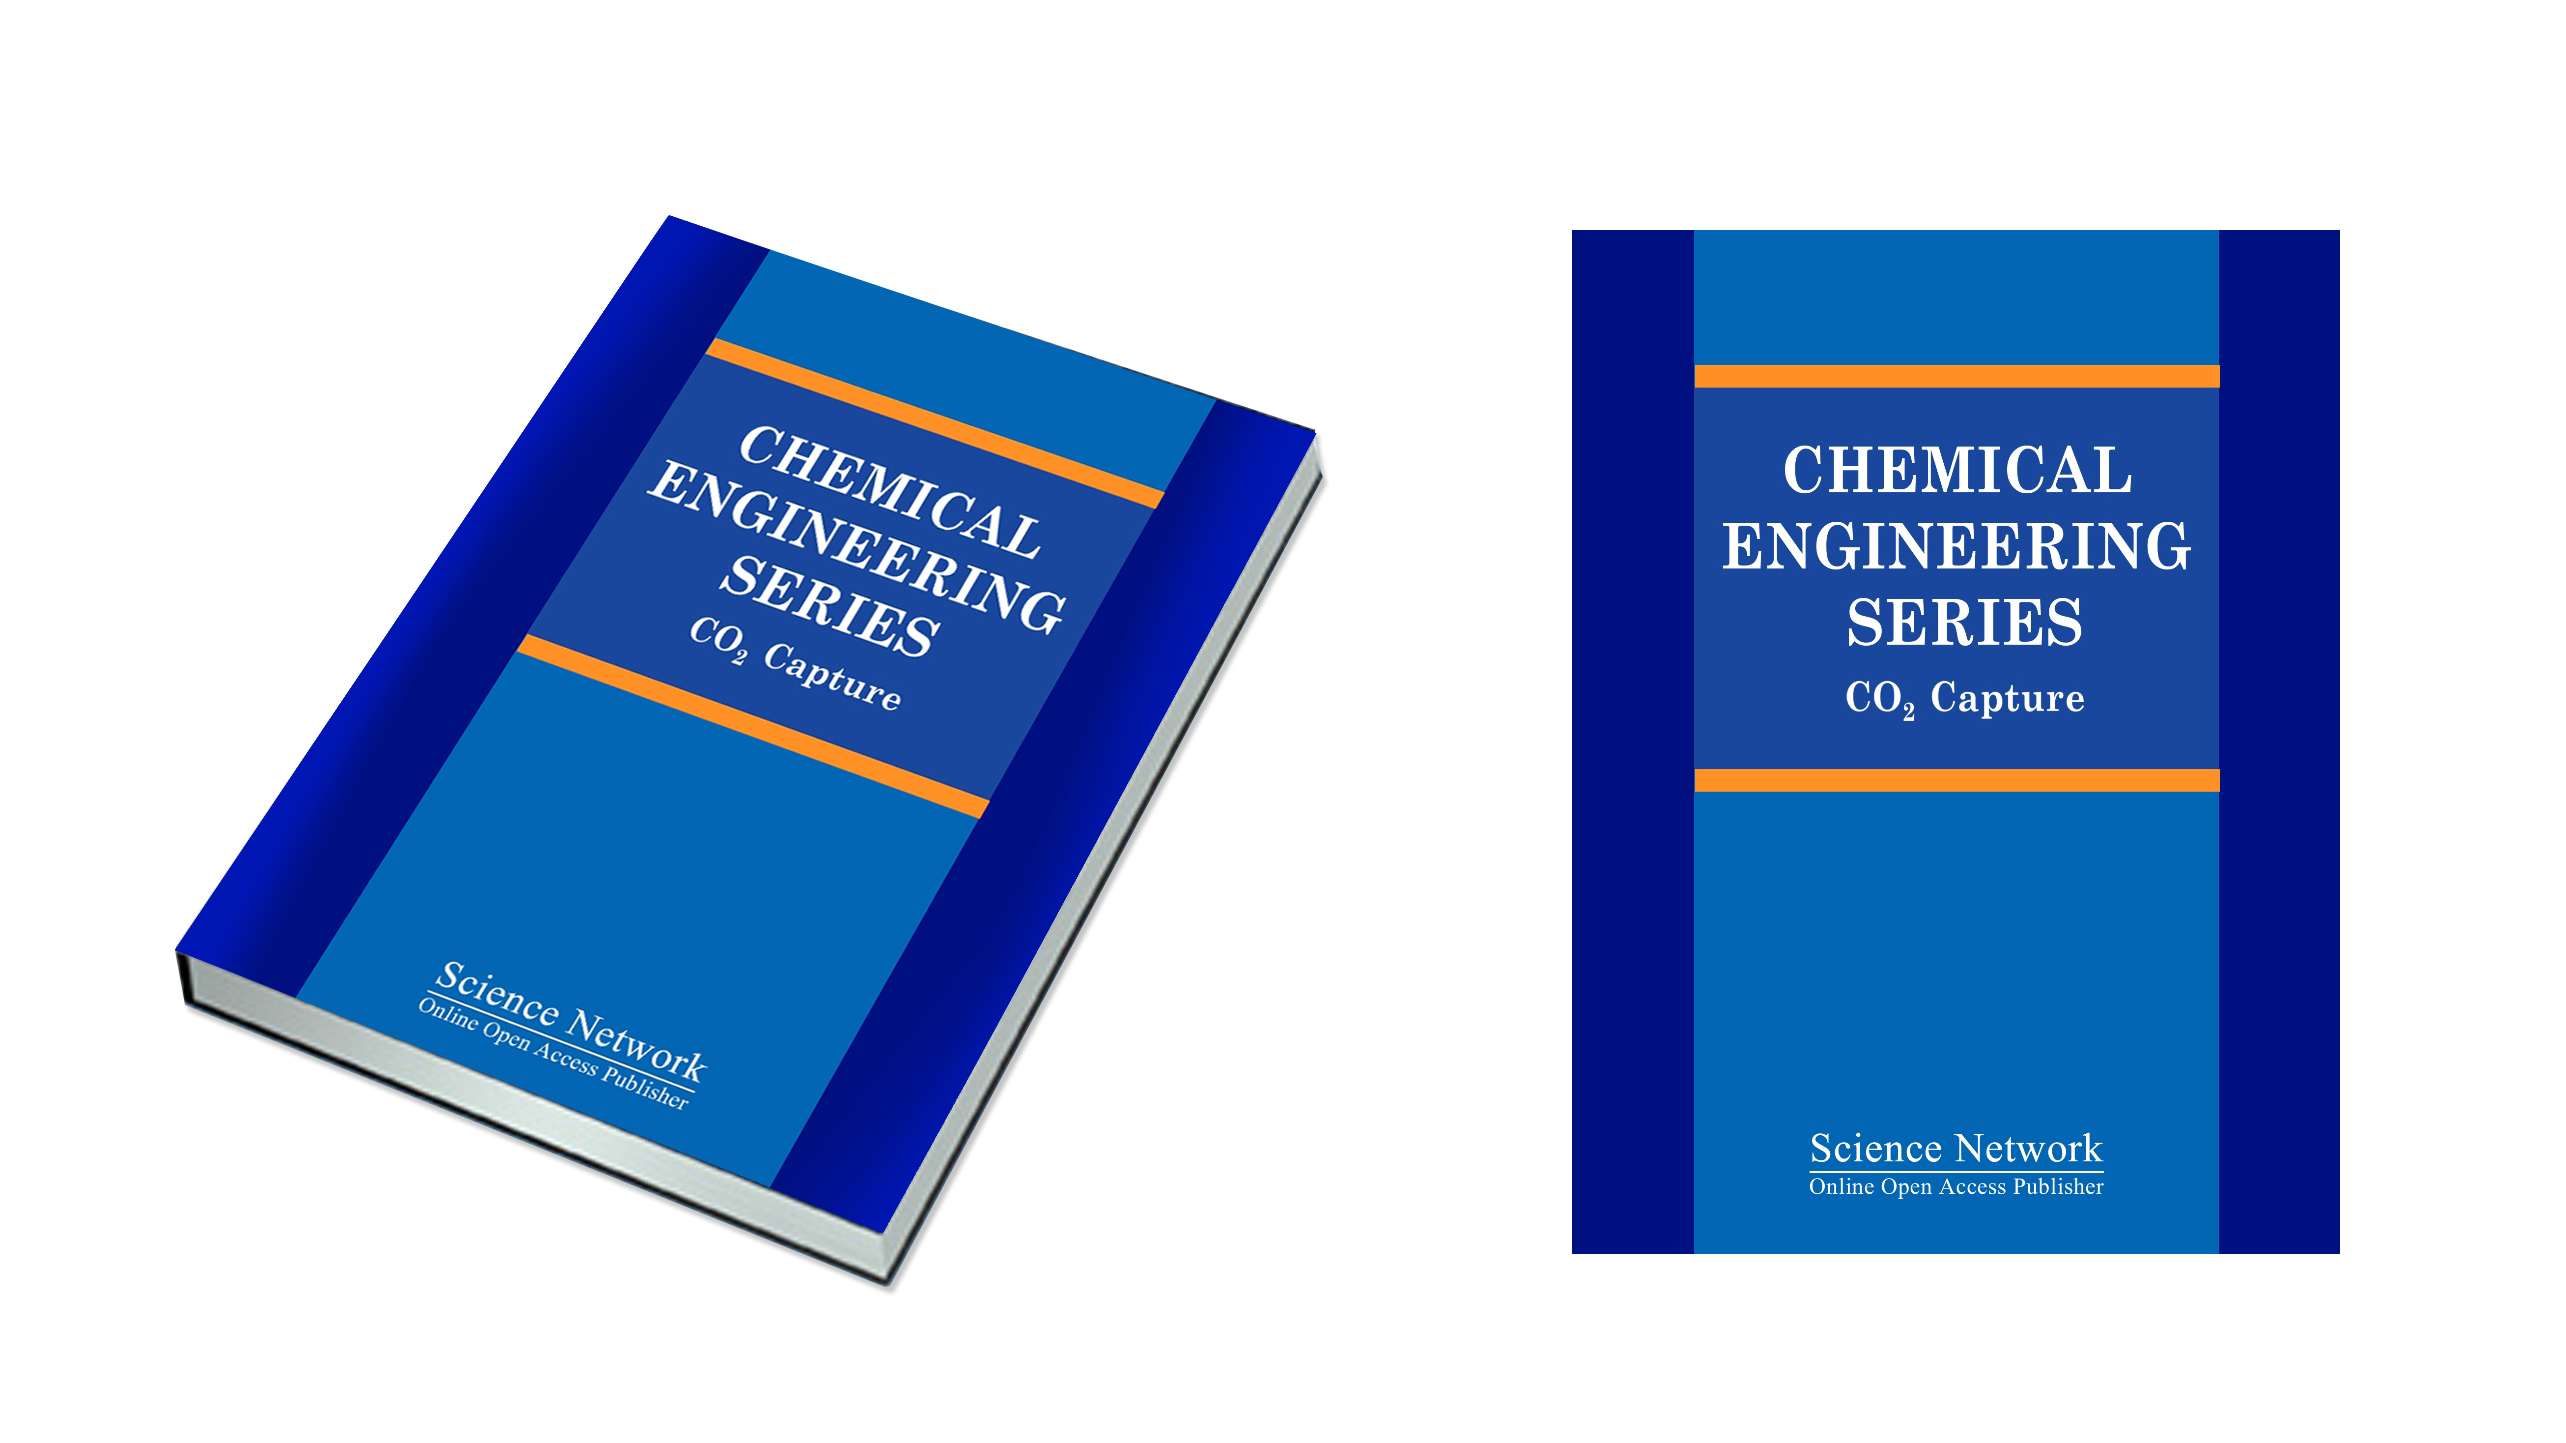 CHEMICAL
ENGINEERING
SERIES
CO₂ Capture
Science Network
Online Open Access Publisher
CHEMICAL
ENGINEERING
SERIES
CO₂ Capture
Science Network
Online Open Access Publisher